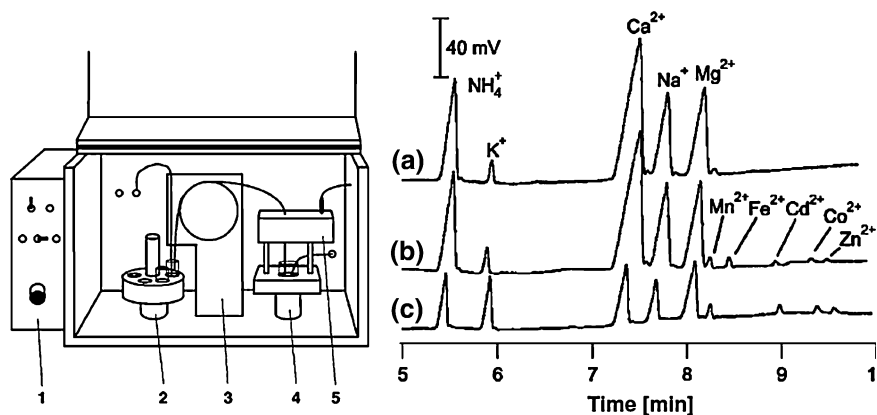 1
2
3
4
5
40 mV
NH₄⁺
K⁺
Ca²⁺
Na⁺
Mg²⁺
(a)
Mn²⁺
Fe²⁺
Cd²⁺
Co²⁺
Zn²⁺
(b)
(c)
5 6 7 8 9 1
Time [min]